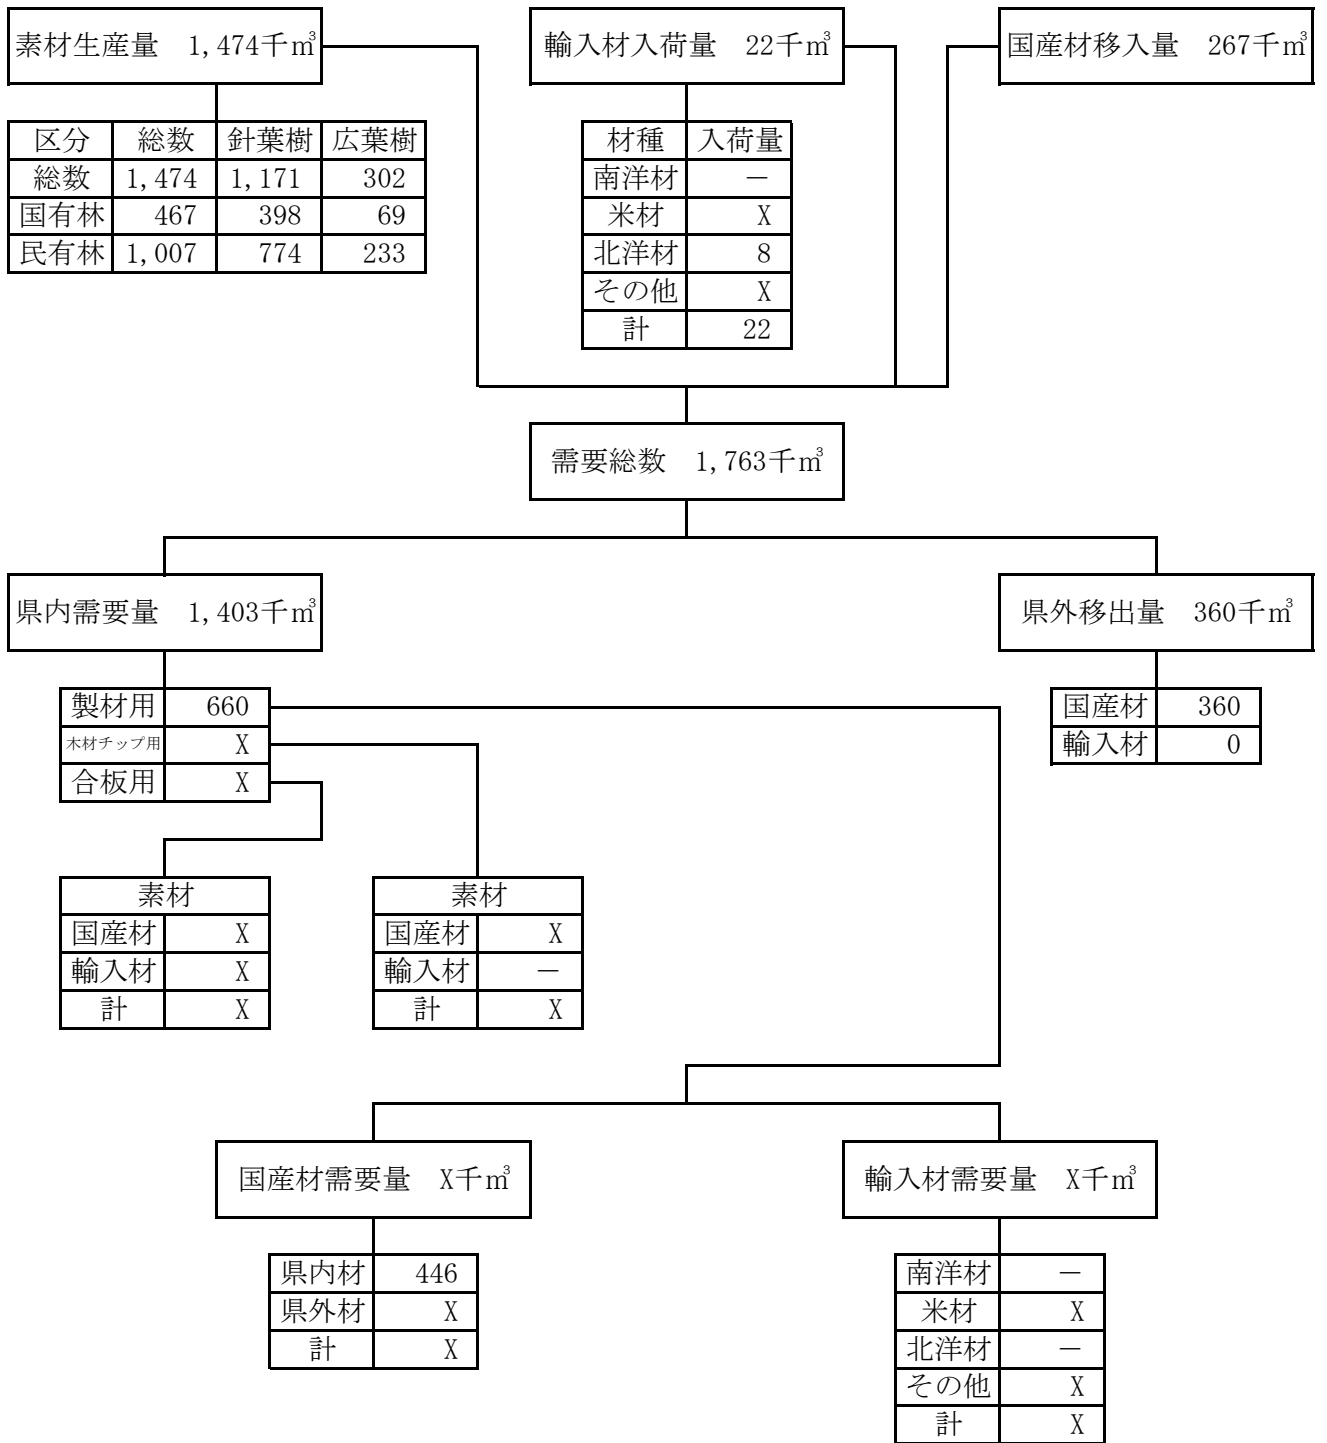 素材生産量　1,474千㎥
輸入材入荷量　22千㎥
国産材移入量　267千㎥
区分 総数 針葉樹 広葉樹
総数 1,474 1,171 302
国有林 467 398 69
民有林 1,007 774 233
材種 入荷量
南洋材 －
米材 X
北洋材 8
その他 X
計 22
需要総数　1,763千㎥
県内需要量　1,403千㎥
県外移出量　360千㎥
製材用 660
木材チップ用 X
合板用 X
国産材 360
輸入材 0
素材
国産材 X
輸入材 X
計 X
素材
国産材 X
輸入材 －
計 X
国産材需要量　X千㎥
輸入材需要量　X千㎥
県内材 446
県外材 X
計 X
南洋材 －
米材 X
北洋材 －
その他 X
計 X